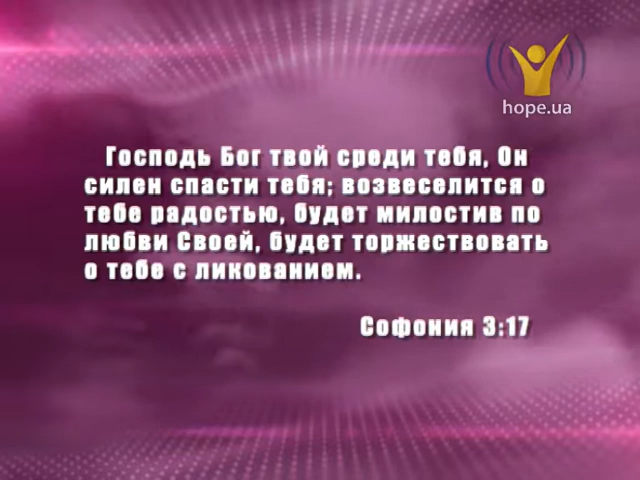 hope.ua
Господь Бог твой среди тебя, Он
силен спасти тебя; возвеселится о
тебе радостью, будет милостив по
любви Своей, будет торжествовать
о тебе с ликованием.
Софония 3:17